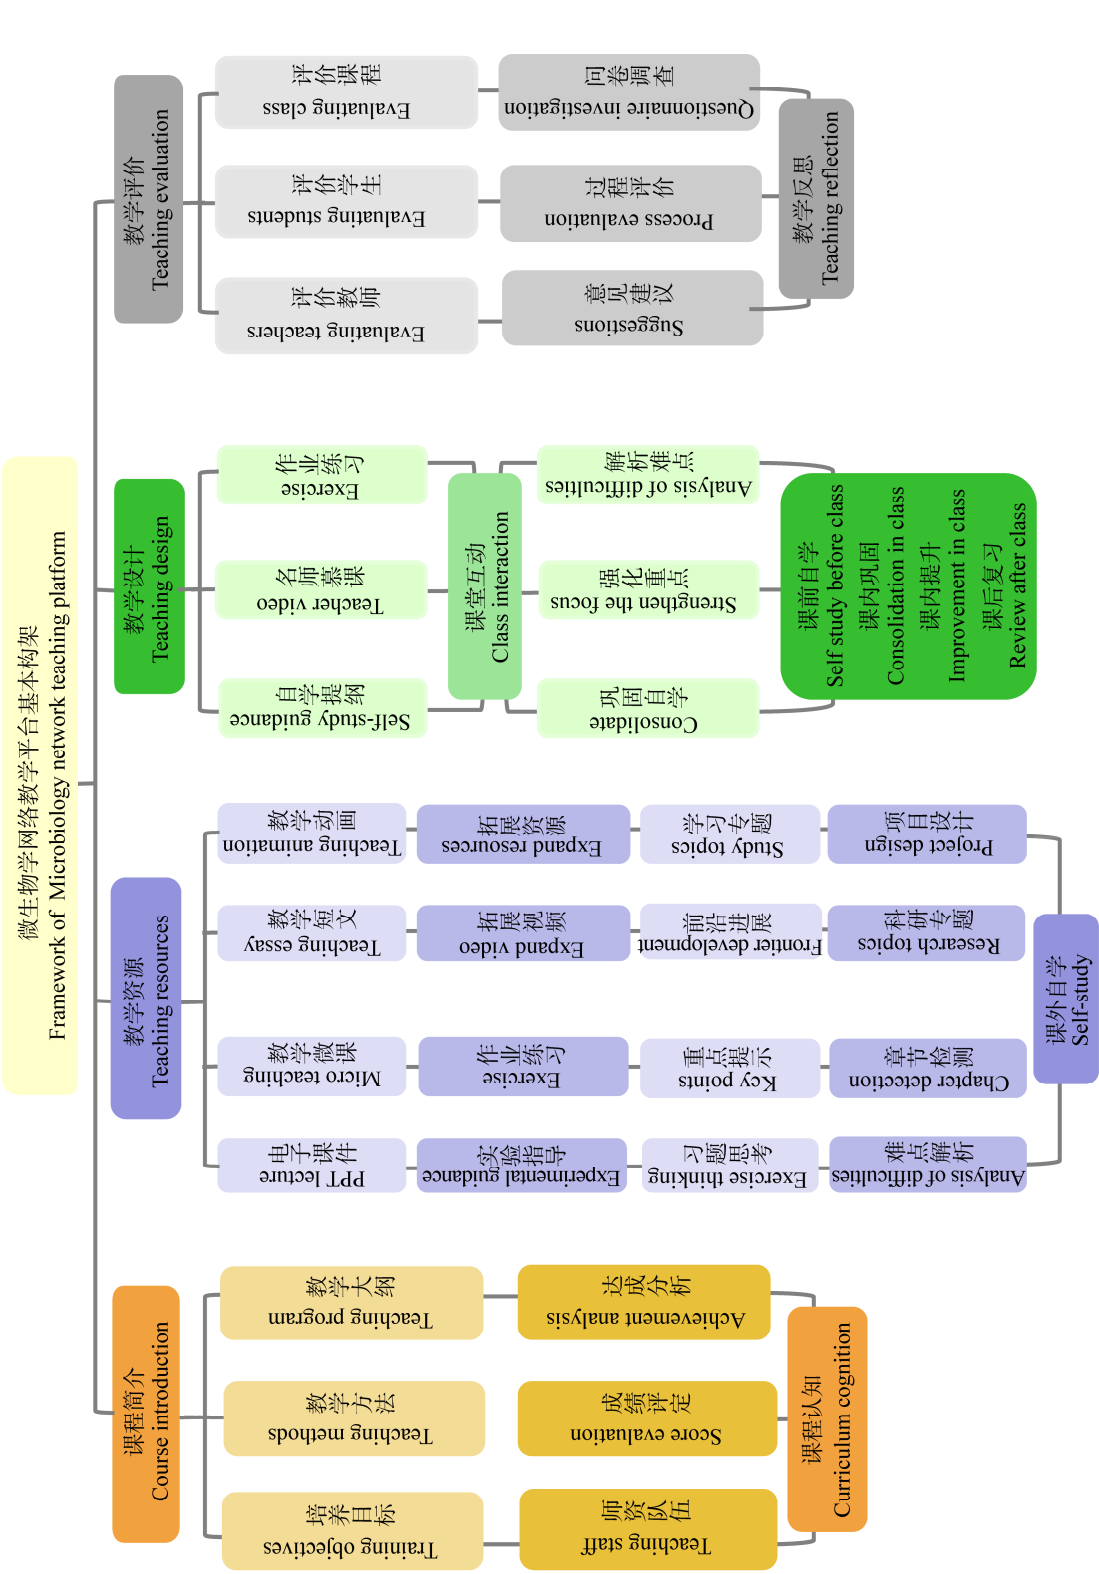 微生物学网络教学平台基本构架
Framework of Microbiology network teaching platform
课程简介
Course introduction
培养目标
Training objectives
教学方法
Teaching methods
教学大纲
Teaching program
师资队伍
Teaching staff
成绩评定
Score evaluation
达成分析
Achievement analysis
课程认知
Curriculum cognition
教学资源
Teaching resources
电子课件
PPT lecture
教学微课
Micro teaching
教学短文
Teaching essay
教学动画
Teaching animation
实验指导
Experimental guidance
作业练习
Exercise
拓展视频
Expand video
拓展资源
Expand resources
习题思考
Exercise thinking
重点提示
Key points
前沿进展
Frontier development
学习专题
Study topics
难点解析
Analysis of difficulties
章节检测
Chapter detection
科研专题
Research topics
项目设计
Project design
课外自学
Self-study
教学设计
Teaching design
自学提纲
Self-study guidance
名师慕课
Teacher video
作业练习
Exercise
课堂互动
Class interaction
巩固自学
Consolidate
强化重点
Strengthen the focus
解析难点
Analysis of difficulties
课前自学
Self study before class
课内巩固
Consolidation in class
课内提升
Improvement in class
课后复习
Review after class
教学评价
Teaching evaluation
评价教师
Evaluating teachers
评价学生
Evaluating students
评价课程
Evaluating class
意见建议
Suggestions
过程评价
Process evaluation
问卷调查
Questionnaire investigation
教学反思
Teaching reflection